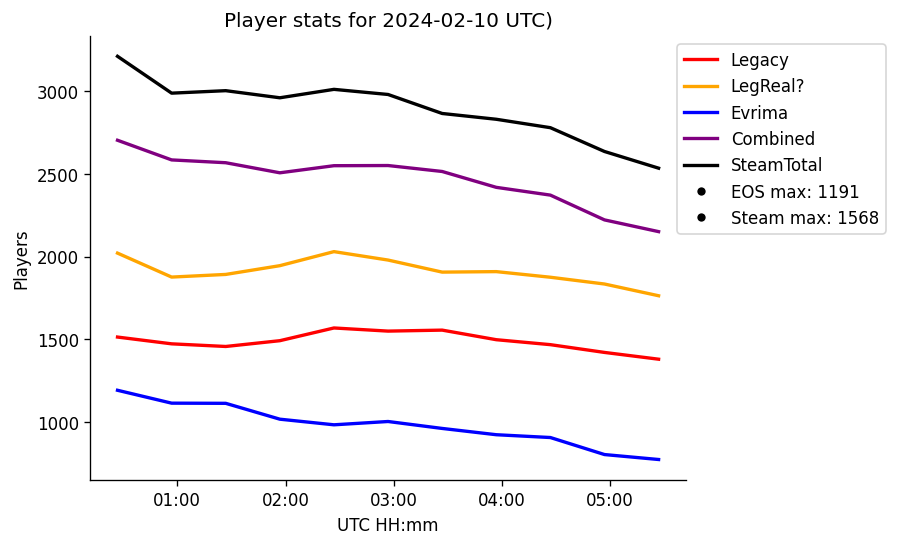 Player stats for 2024-02-10 UTC)
Players
3000
2500
2000
1500
1000
01:00 02:00 03:00 04:00 05:00
UTC HH:mm
Legacy
LegReal?
Evrima
Combined
SteamTotal
EOS max: 1191
Steam max: 1568